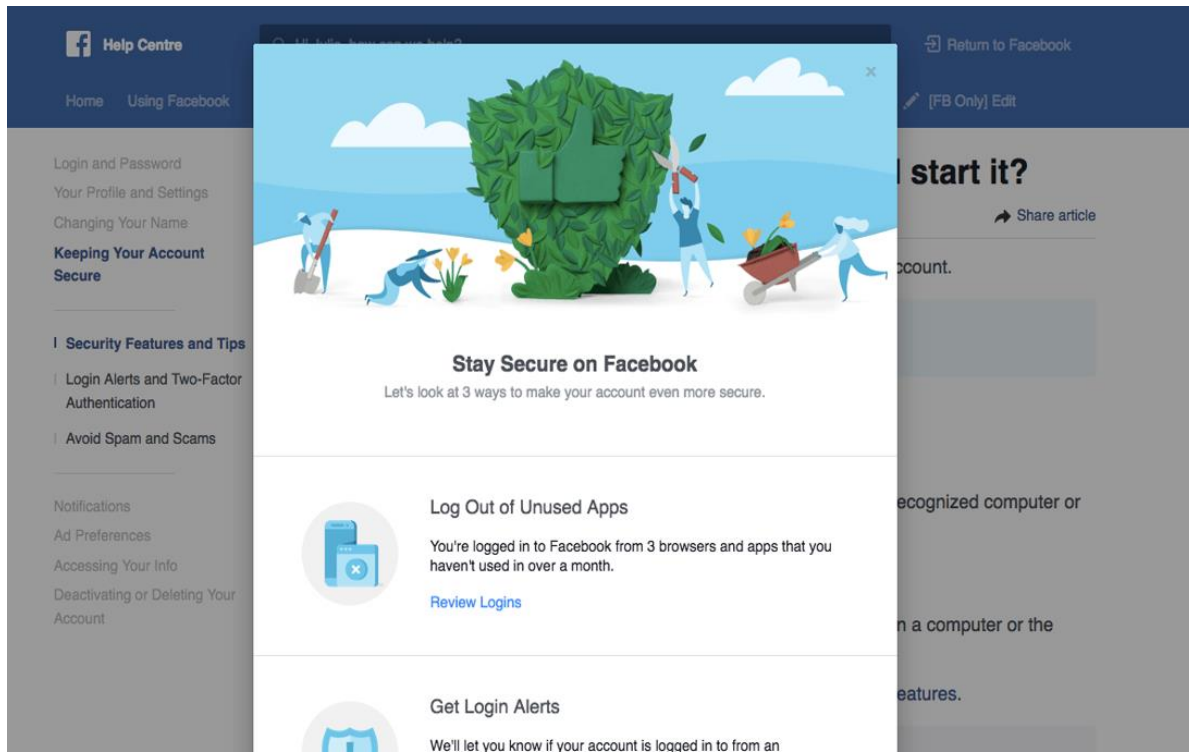 Help Centre
Hi Julie, how can we help?
Return to Facebook
Home Using Facebook
[FB Only] Edit
Login and Password
Your Profile and Settings
Changing Your Name
Keeping Your Account
Secure
Security Features and Tips
Login Alerts and Two-Factor
Authentication
Avoid Spam and Scams
Notifications
Ad Preferences
Accessing Your Info
Deactivating or Deleting Your
Account
Stay Secure on Facebook
Let's look at 3 ways to make your account even more secure.
Log Out of Unused Apps
You're logged in to Facebook from 3 browsers and apps that you
haven't used in over a month.
Review Logins
Get Login Alerts
We'll let you know if your account is logged in to from an
start it?
Share article
ccount.
ecognized computer or
n a computer or the
eatures.